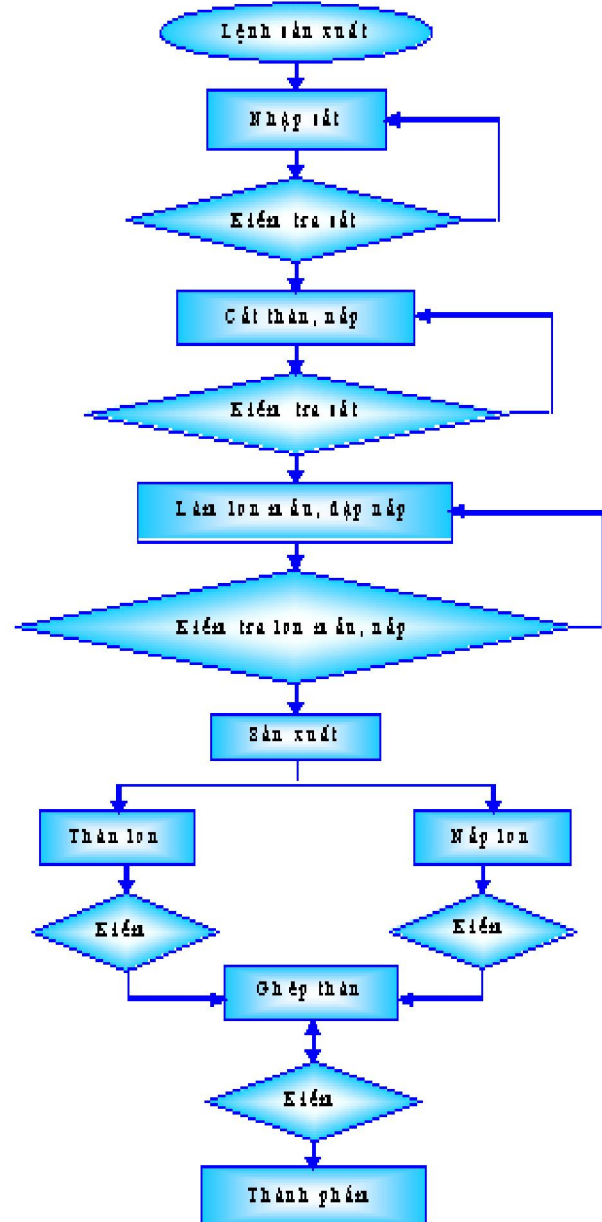 Lệnh sản xuất
Nhập sắt
Kiểm tra sắt
Cắt thân, nắp
Kiểm tra sắt
Làm lon mẫu, dập nắp
Kiểm tra lon mẫu, nắp
Sản xuất
Thân lon
Nắp lon
Kiểm
Kiểm
Ghép thân
Kiểm
Thành phẩm